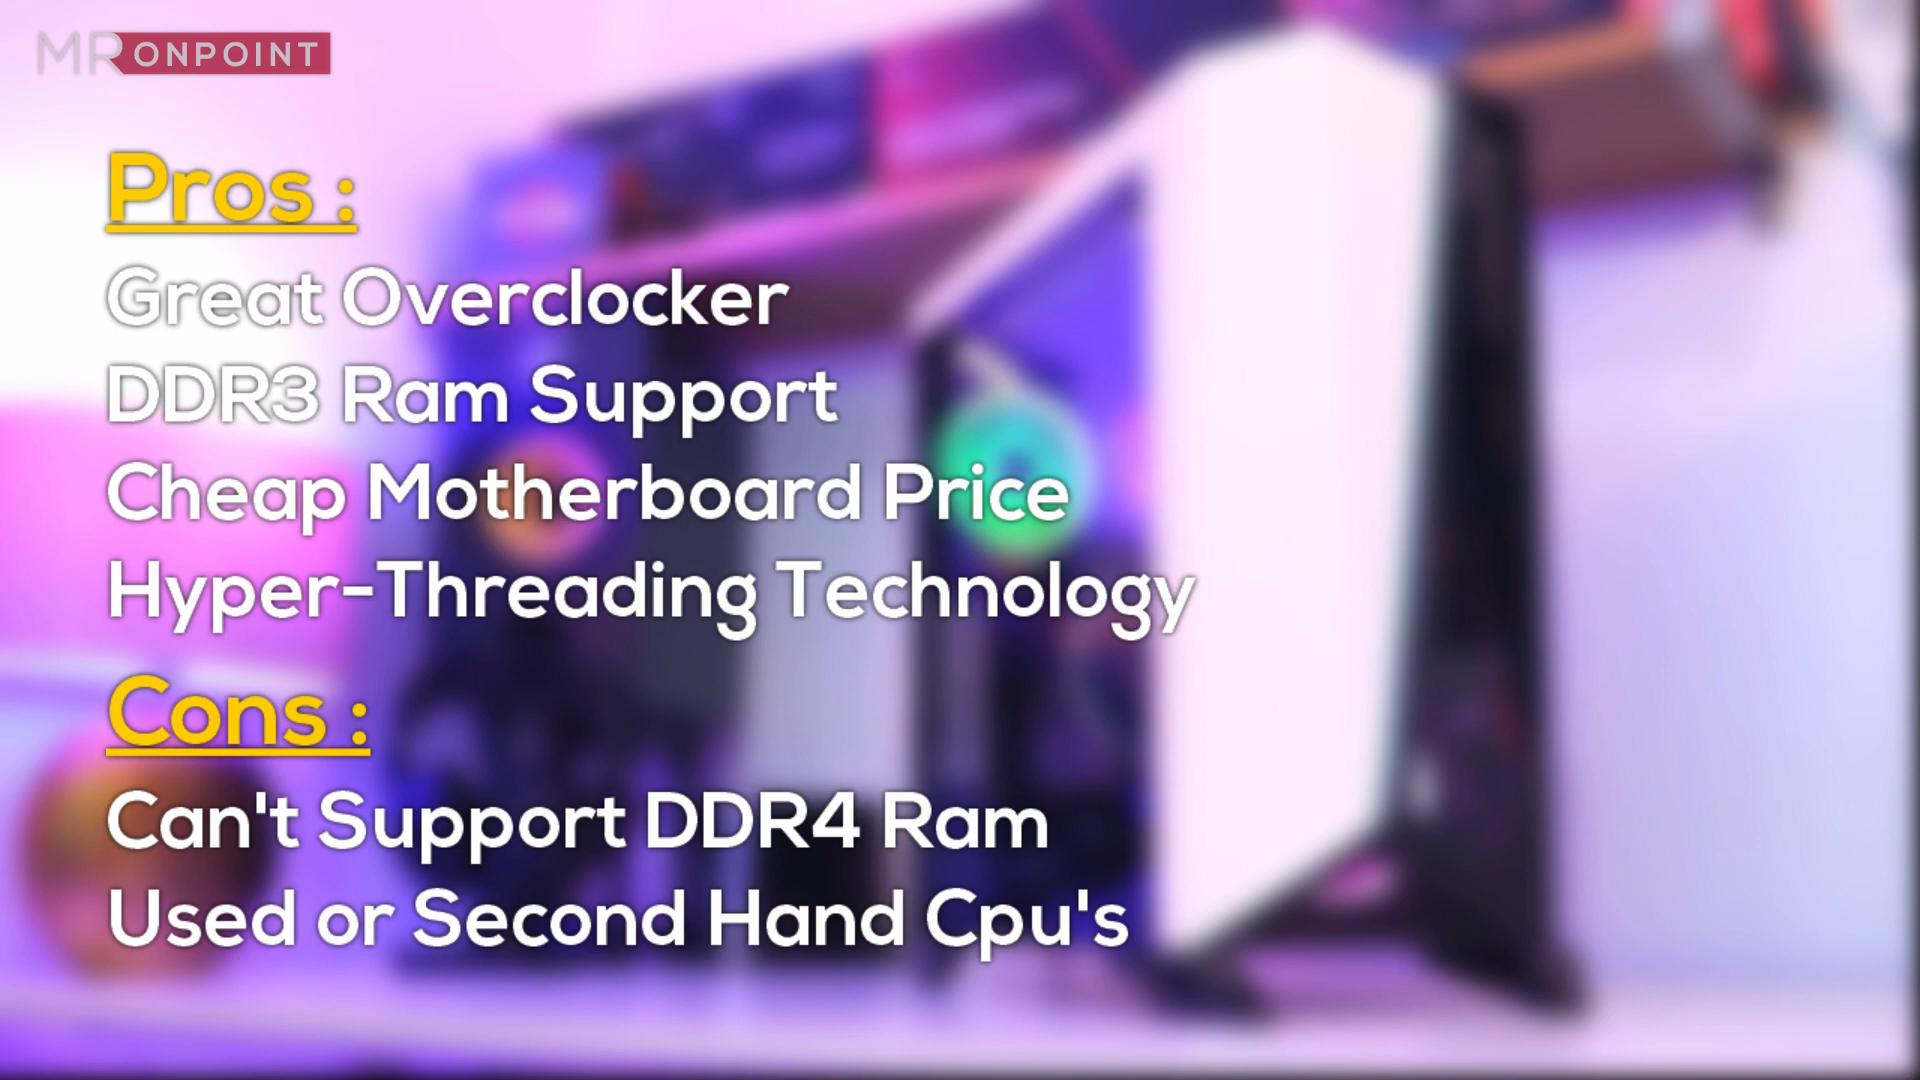 MR ONPOINT
Pros :
Great Overclocker
DDR3 Ram Support
Cheap Motherboard Price
Hyper-Threading Technology
Cons :
Can't Support DDR4 Ram
Used or Second Hand Cpu's